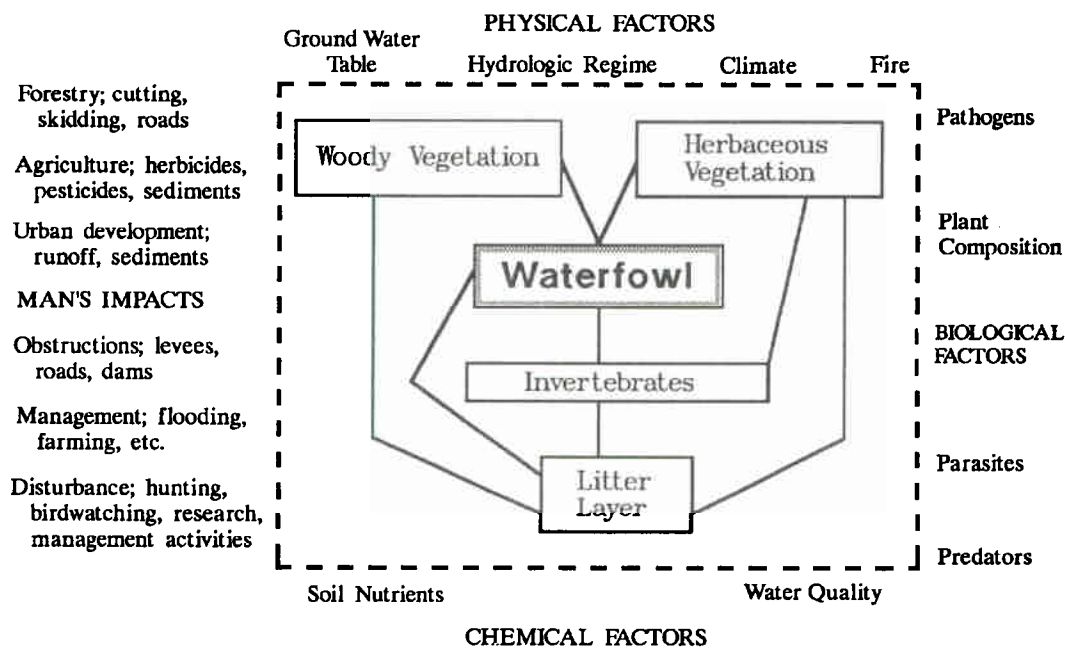 PHYSICAL FACTORS
Ground Water
Table
Hydrologic Regime
Climate
Fire
Forestry; cutting,
skidding, roads
Agriculture; herbicides,
pesticides, sediments
Urban development;
runoff, sediments
MAN'S IMPACTS
Obstructions; levees,
roads, dams
Management; flooding,
farming, etc.
Disturbance; hunting,
birdwatching, research,
management activities
Woody Vegetation
Herbaceous
Vegetation
Waterfowl
Invertebrates
Litter
Layer
Pathogens
Plant
Composition
BIOLOGICAL
FACTORS
Parasites
Predators
Soil Nutrients
Water Quality
CHEMICAL FACTORS